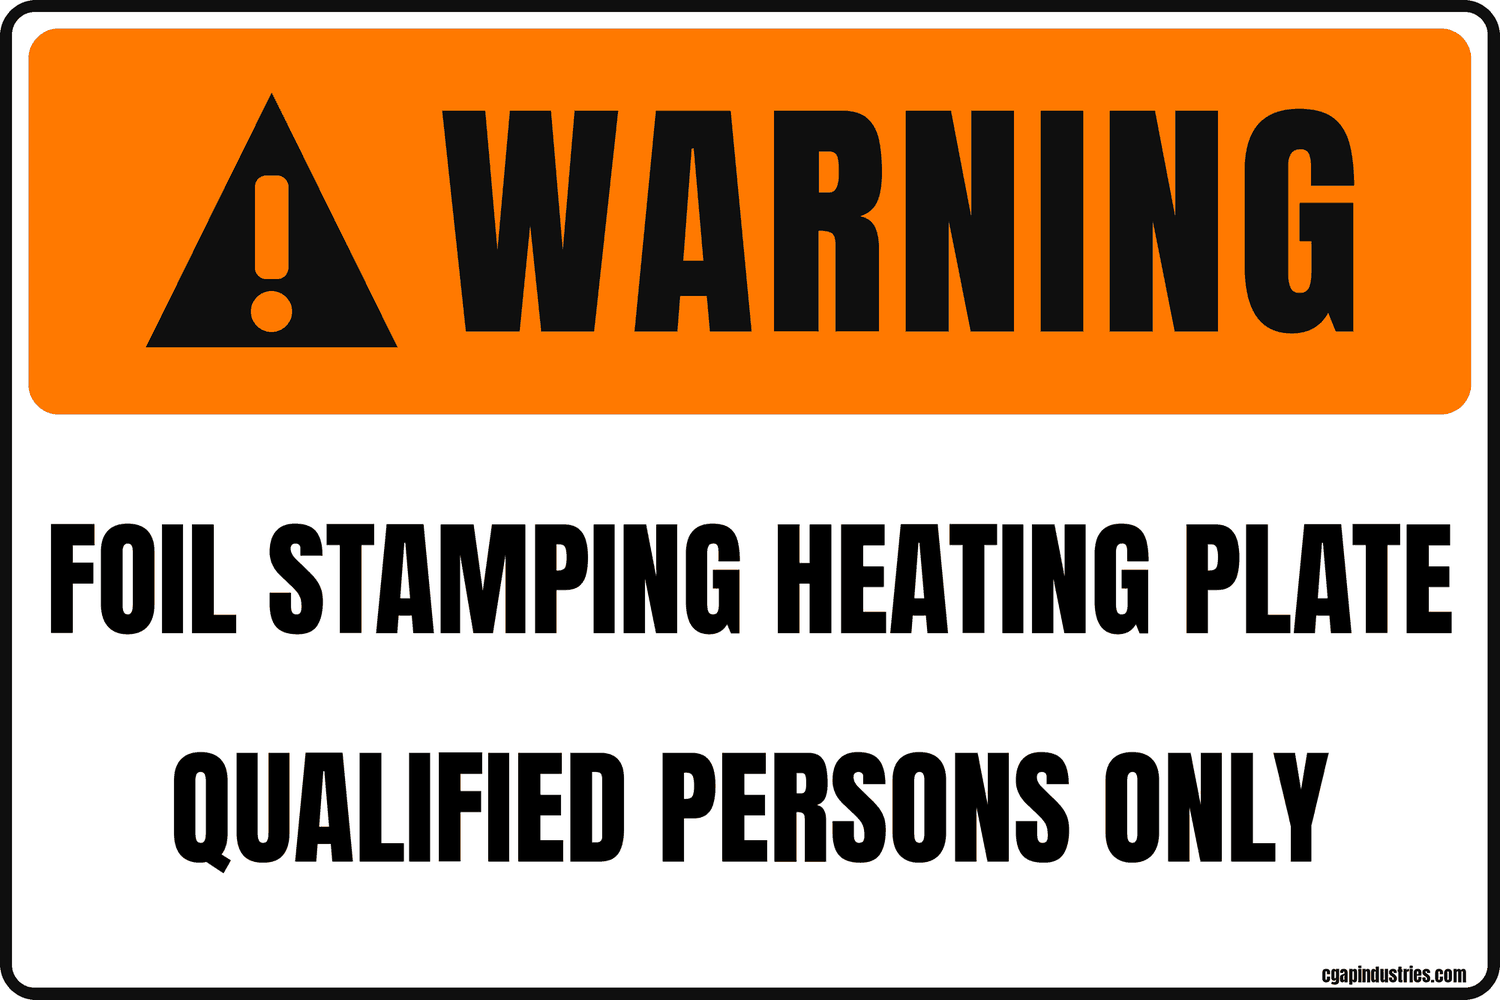 WARNING
FOIL STAMPING HEATING PLATE
QUALIFIED PERSONS ONLY
cgapindustries.com